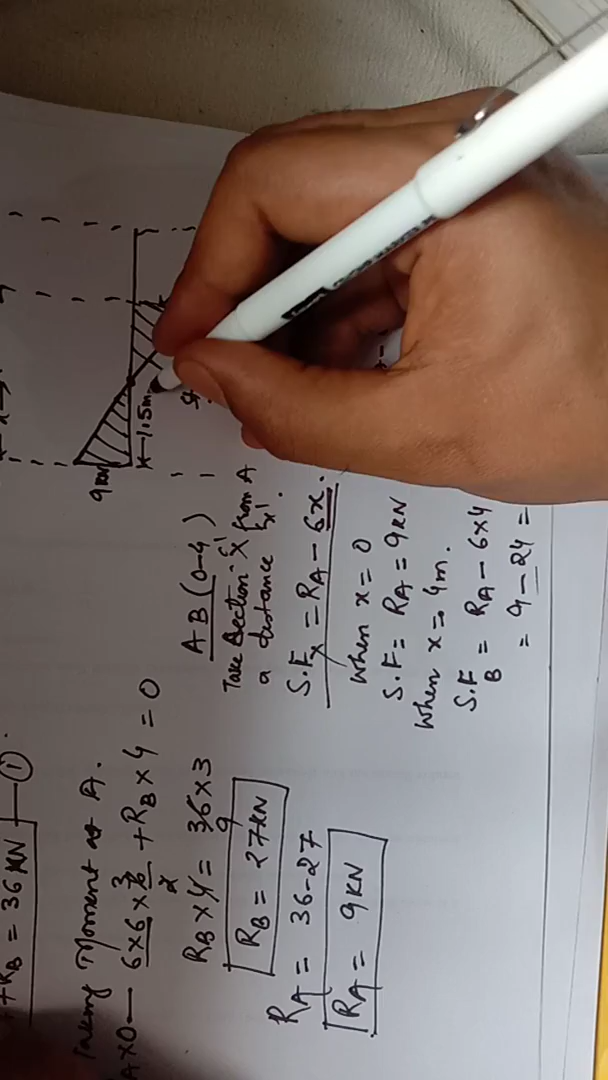 + RB = 36 KN —①
Taking Moment at A.
A×0 — 6×6×6/2 3 + RB×4 = 0
RB×4 = 36×3
9
RB = 27KN
RA = 36-27
RA = 9KN
9KN
1.5m
AB (0-4)
Take Section 'X' from A
a distance 'x'.
S.Fx = RA - 6x.
When x = 0
S.F = RA = 9KN
When x = 4m.
S.F B = RA - 6×4
= 9 - 24 =